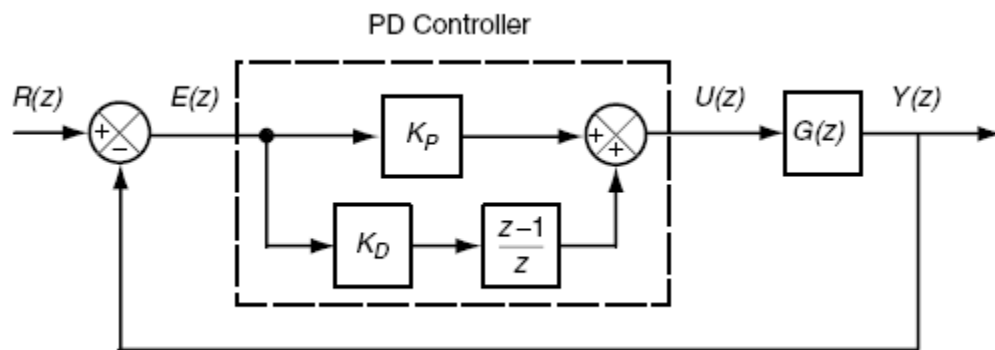 PD Controller
R(z)
E(z)
U(z)
Y(z)
+
−
K_P
+
+
G(z)
K_D
z−1
z